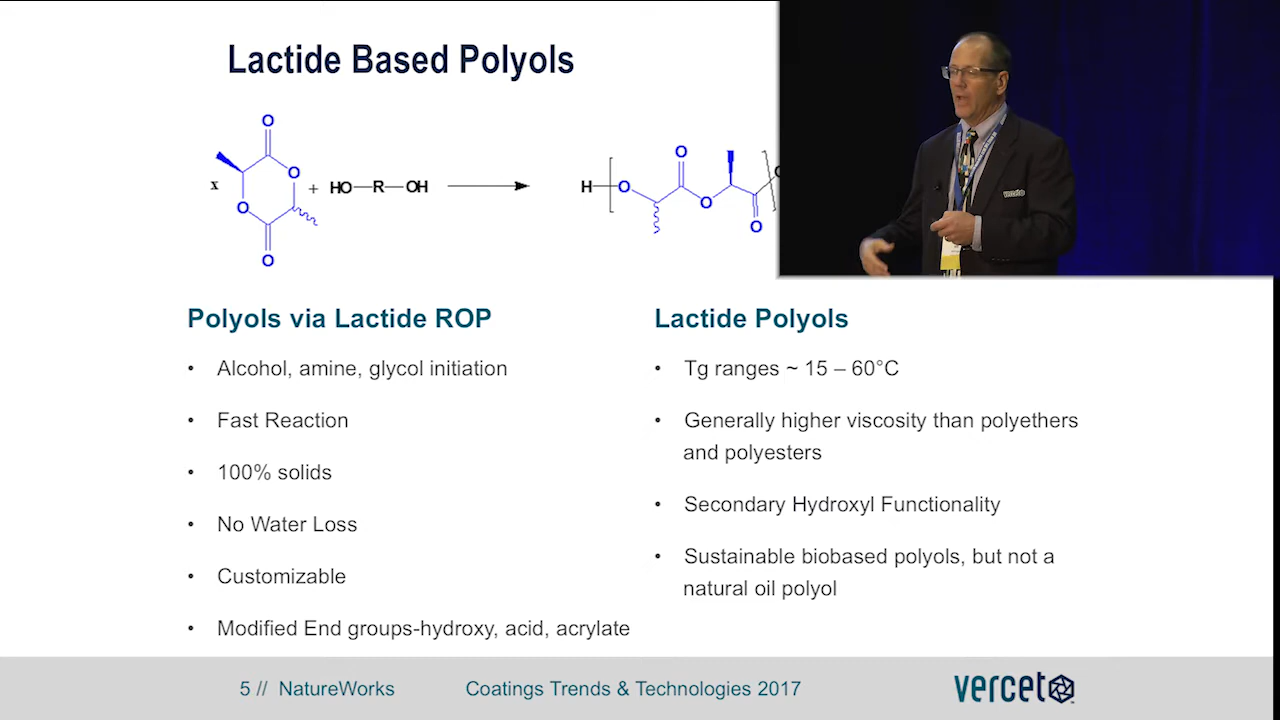 Lactide Based Polyols
O
O
O
O
x
+
HO—R—OH
H
O
O
O
O
verceto
Polyols via Lactide ROP
• Alcohol, amine, glycol initiation
• Fast Reaction
• 100% solids
• No Water Loss
• Customizable
• Modified End groups-hydroxy, acid, acrylate
Lactide Polyols
• Tg ranges ~ 15 – 60°C
• Generally higher viscosity than polyethers
and polyesters
• Secondary Hydroxyl Functionality
• Sustainable biobased polyols, but not a
natural oil polyol
5 // NatureWorks
Coatings Trends & Technologies 2017
verceto